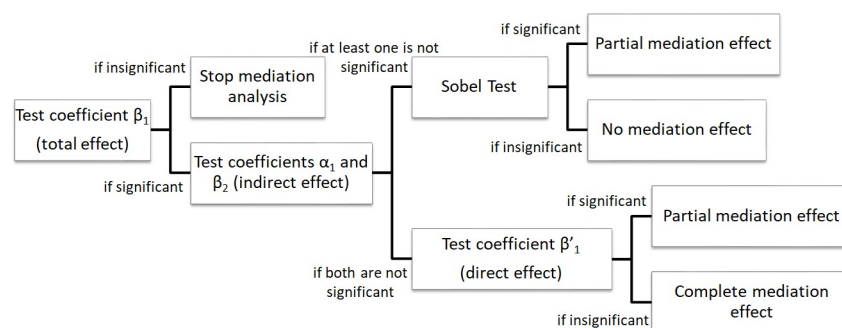 Test coefficient β₁
(total effect)
if insignificant
Stop mediation
analysis
if significant
Test coefficients α₁ and
β₂ (indirect effect)
if at least one is not
significant
Sobel Test
if significant
Partial mediation effect
if insignificant
No mediation effect
if both are not
significant
Test coefficient β'₁
(direct effect)
if significant
Partial mediation effect
if insignificant
Complete mediation
effect